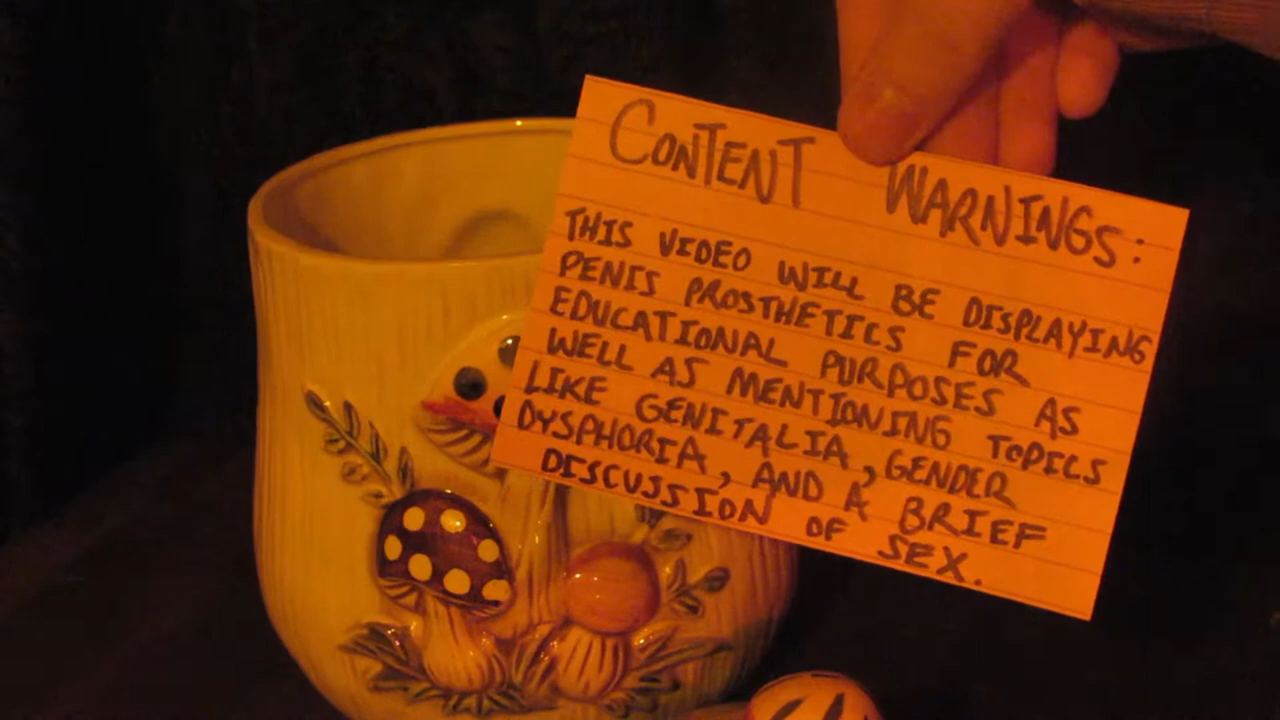 CONTENT WARNINGS:
THIS VIDEO WILL BE DISPLAYING
PENIS PROSTHETICS FOR
EDUCATIONAL PURPOSES AS
WELL AS MENTIONING TOPICS
LIKE GENITALIA, GENDER
DYSPHORIA, AND A BRIEF
DISCUSSION OF SEX.